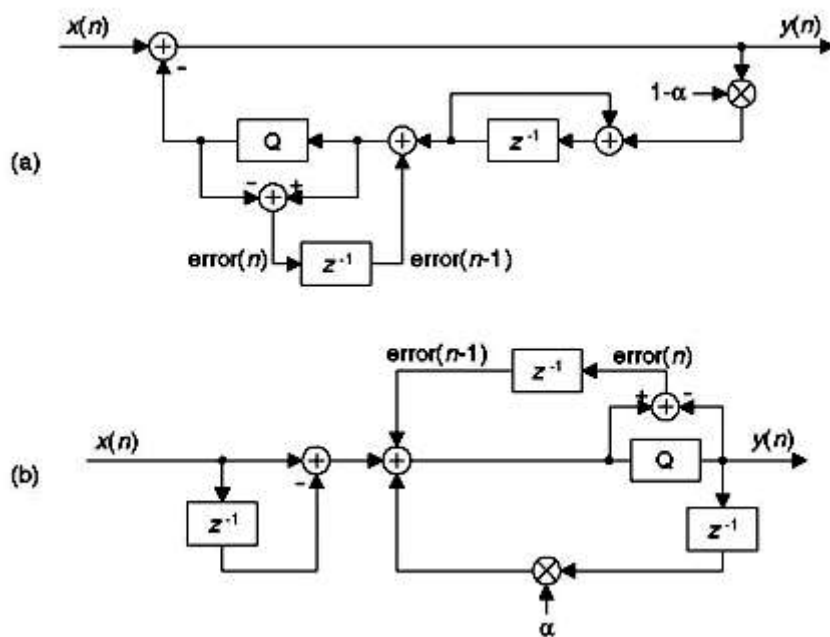 x(n) y(n)
+
-
1-α
×
(a)
Q
+
z⁻¹
+
- +
+
error(n)
z⁻¹
error(n-1)
error(n-1)
z⁻¹
error(n)
+ + -
x(n)
y(n)
(b)
+
-
+
Q
z⁻¹
z⁻¹
×
α